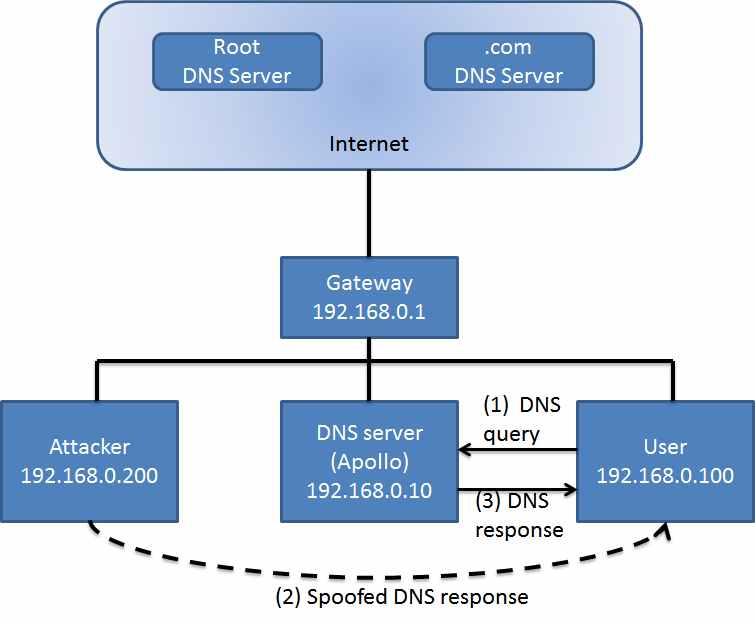 Root
DNS Server
.com
DNS Server
Internet
Gateway
192.168.0.1
Attacker
192.168.0.200
DNS server
(Apollo)
192.168.0.10
(1) DNS
query
(3) DNS
response
User
192.168.0.100
(2) Spoofed DNS response